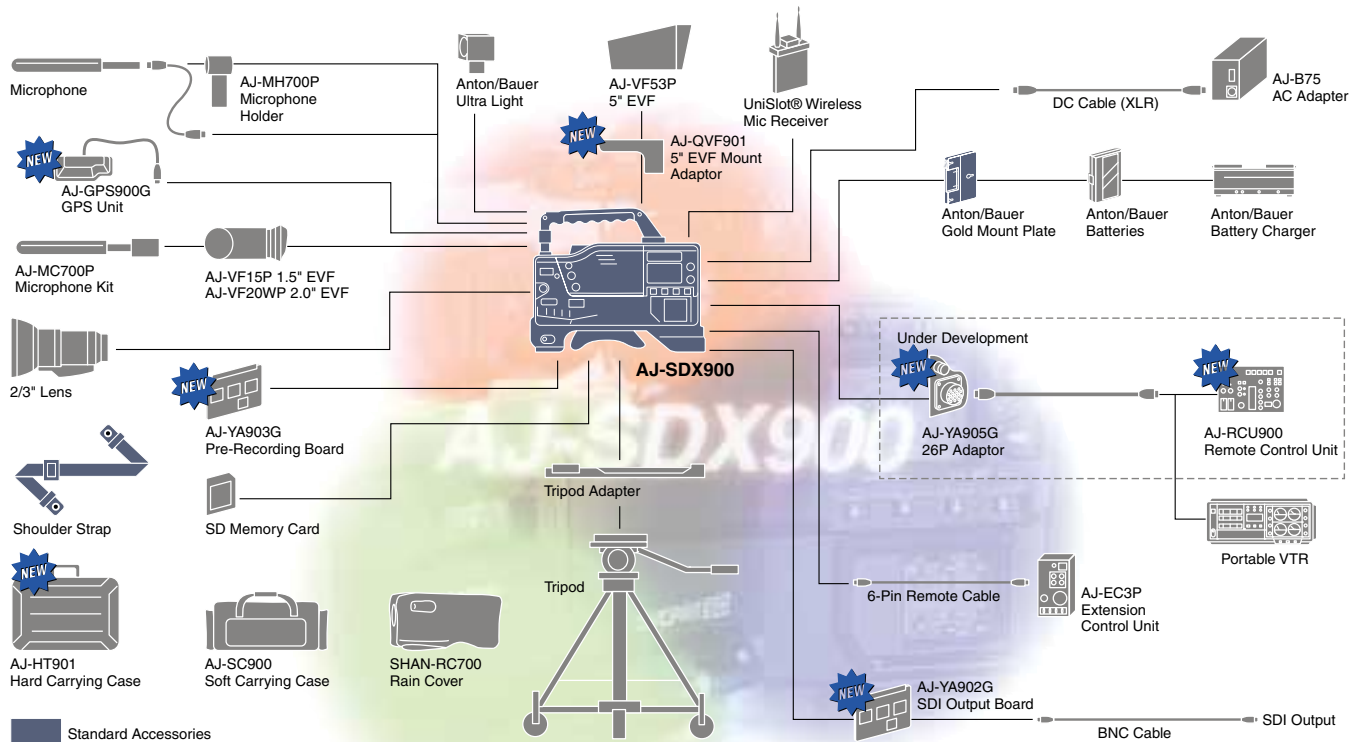 Microphone
AJ-MH700P
Microphone
Holder
Anton/Bauer
Ultra Light
AJ-VF53P
5" EVF
UniSlot® Wireless
Mic Receiver
DC Cable (XLR)
AJ-B75
AC Adapter
NEW
AJ-GPS900G
GPS Unit
NEW
AJ-QVF901
5" EVF Mount
Adaptor
Anton/Bauer
Gold Mount Plate
Anton/Bauer
Batteries
Anton/Bauer
Battery Charger
AJ-MC700P
Microphone Kit
AJ-VF15P 1.5" EVF
AJ-VF20WP 2.0" EVF
2/3" Lens
AJ-SDX900
Under Development
NEW
AJ-YA905G
26P Adaptor
NEW
AJ-RCU900
Remote Control Unit
NEW
AJ-YA903G
Pre-Recording Board
AJ-SDX900
Shoulder Strap
SD Memory Card
Tripod Adapter
Portable VTR
NEW
AJ-HT901
Hard Carrying Case
AJ-SC900
Soft Carrying Case
SHAN-RC700
Rain Cover
Tripod
6-Pin Remote Cable
AJ-EC3P
Extension
Control Unit
NEW
AJ-YA902G
SDI Output Board
BNC Cable
SDI Output
Standard Accessories